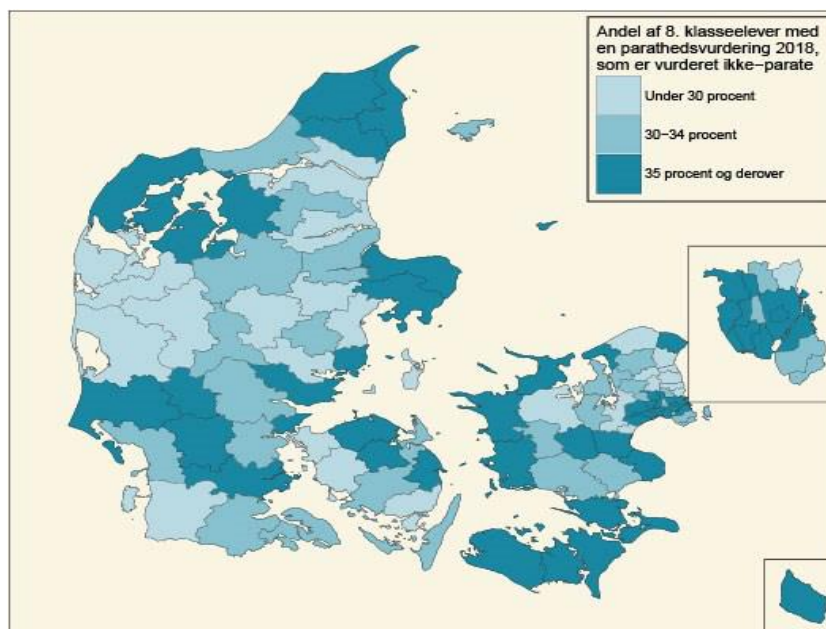 Andel af 8. klasseelever med
en parathedsvurdering 2018,
som er vurderet ikke–parate
Under 30 procent
30–34 procent
35 procent og derover